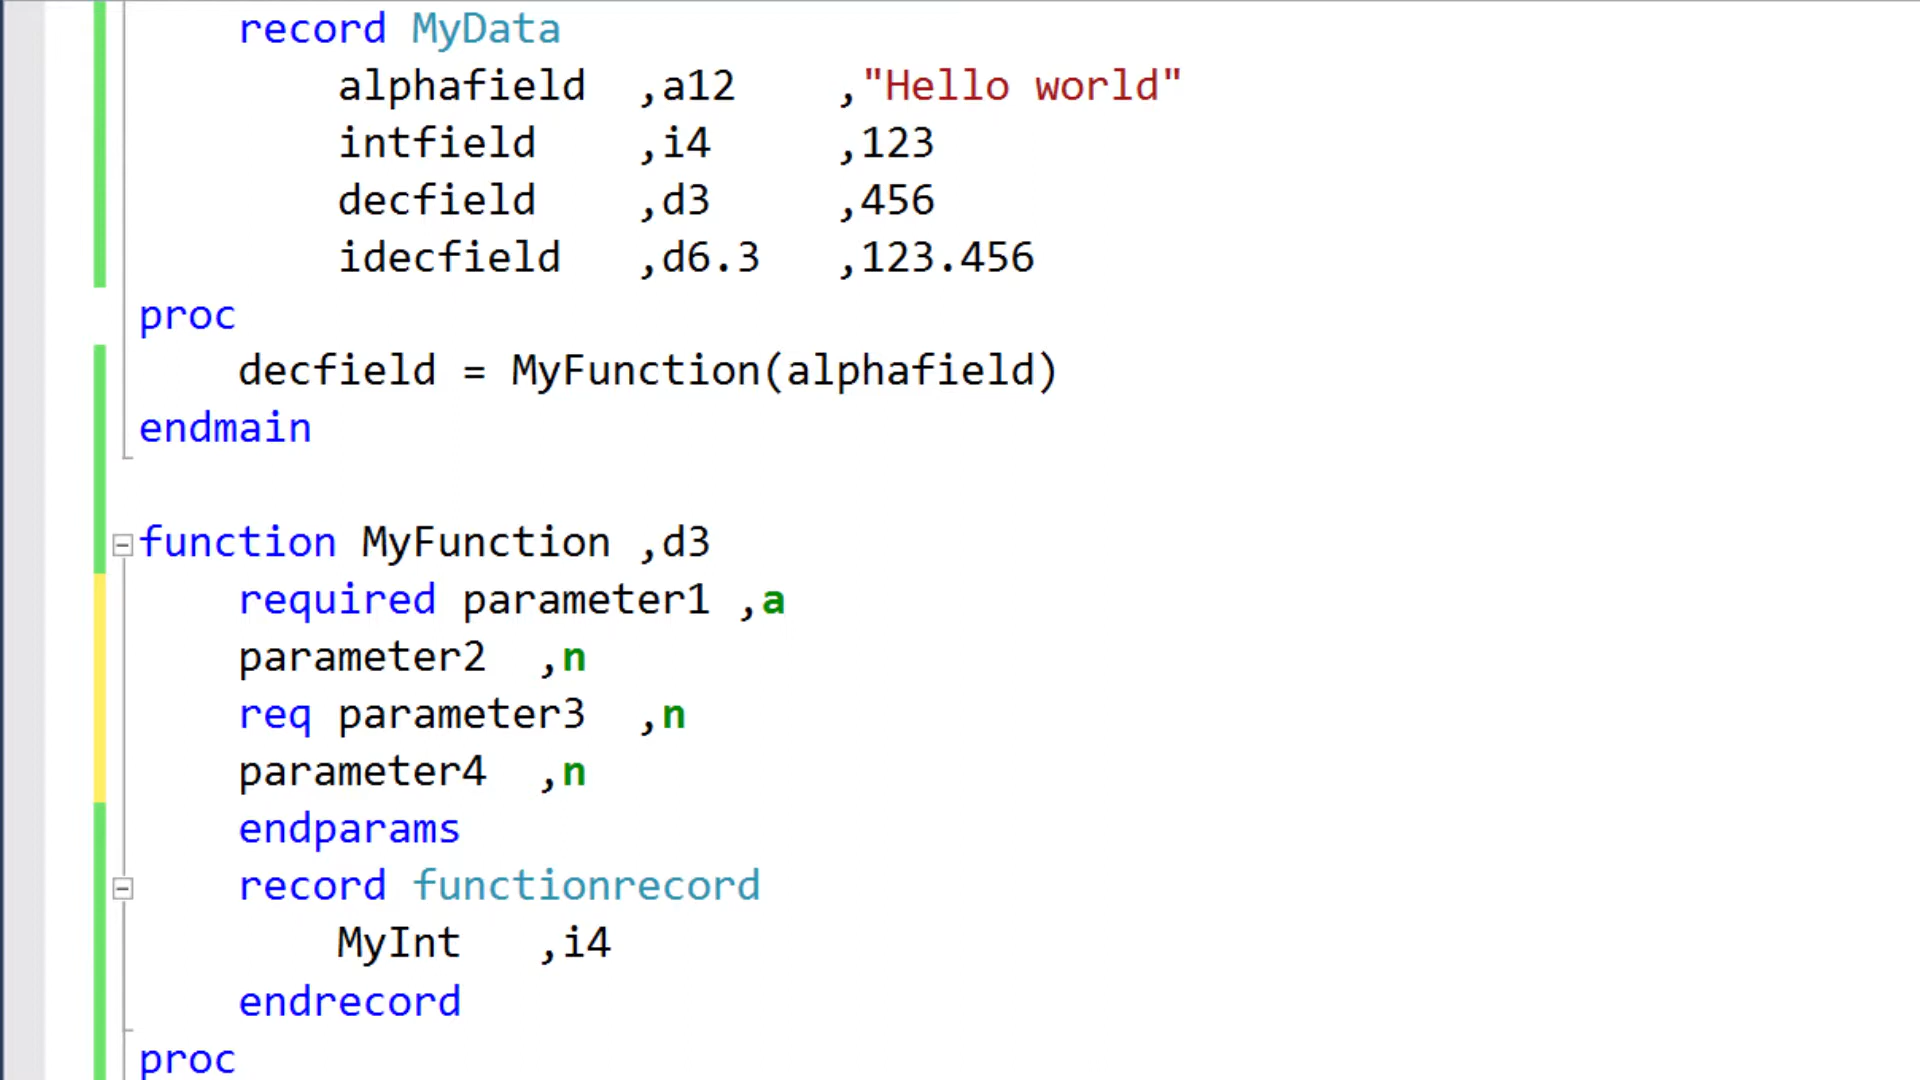 record MyData
alphafield ,a12 ,"Hello world"
intfield ,i4 ,123
decfield ,d3 ,456
idecfield ,d6.3 ,123.456
proc
decfield = MyFunction(alphafield)
endmain
function MyFunction ,d3
required parameter1 ,a
parameter2 ,n
req parameter3 ,n
parameter4 ,n
endparams
record functionrecord
MyInt ,i4
endrecord
proc